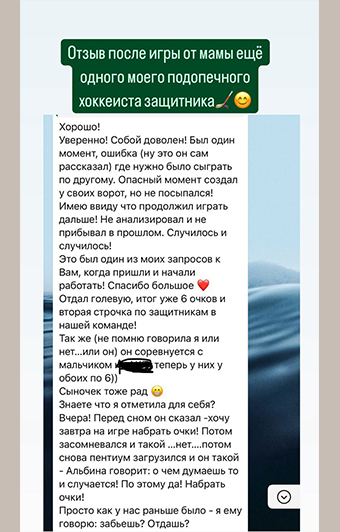 Отзыв после игры от мамы ещё
одного моего подопечного
хоккеиста защитника🏒😊
Хорошо!
Уверенно! Собой доволен! Был один
момент, ошибка (ну это он сам
рассказал) где нужно было сыграть
по другому. Опасный момент создал
у своих ворот, но не посыпался!
Имею ввиду что продолжил играть
дальше! Не анализировал и не
прибывал в прошлом. Случилось и
случилось!
Это был один из моих запросов к
Вам, когда пришли и начали
работать! Спасибо большое ❤️
Отдал голевую, итог уже 6 очков и
вторая строчка по защитникам в
нашей команде!
Так же (не помню говорила я или
нет...или он) он соревнуется с
мальчиком теперь у них у
обоих по 6))
Сыночек тоже рад 😁
Знаете что я отметила для себя?
Вчера! Перед сном он сказал -хочу
завтра на игре набрать очки! Потом
засомневался и такой ...нет....потом
снова пентиум загрузился и он такой
- Альбина говорит: о чем думаешь то
и случается! По этому да! Набрать
очки!
Просто как у нас раньше было - я ему
говорю: забьешь? Отдашь?